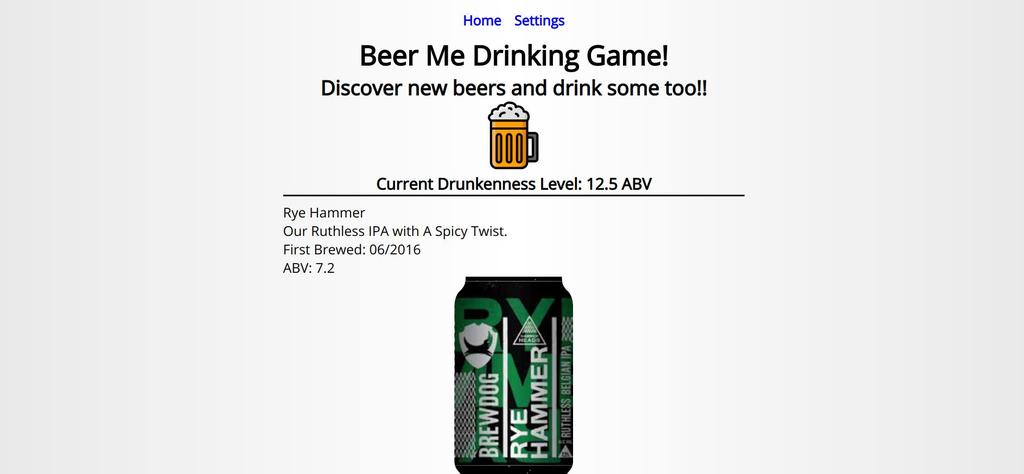 Home Settings
Beer Me Drinking Game!
Discover new beers and drink some too!!
Current Drunkenness Level: 12.5 ABV
Rye Hammer
Our Ruthless IPA with A Spicy Twist.
First Brewed: 06/2016
ABV: 7.2
BREWDOG
RYE
HAMMER
RUTHLESS BELGIAN IPA